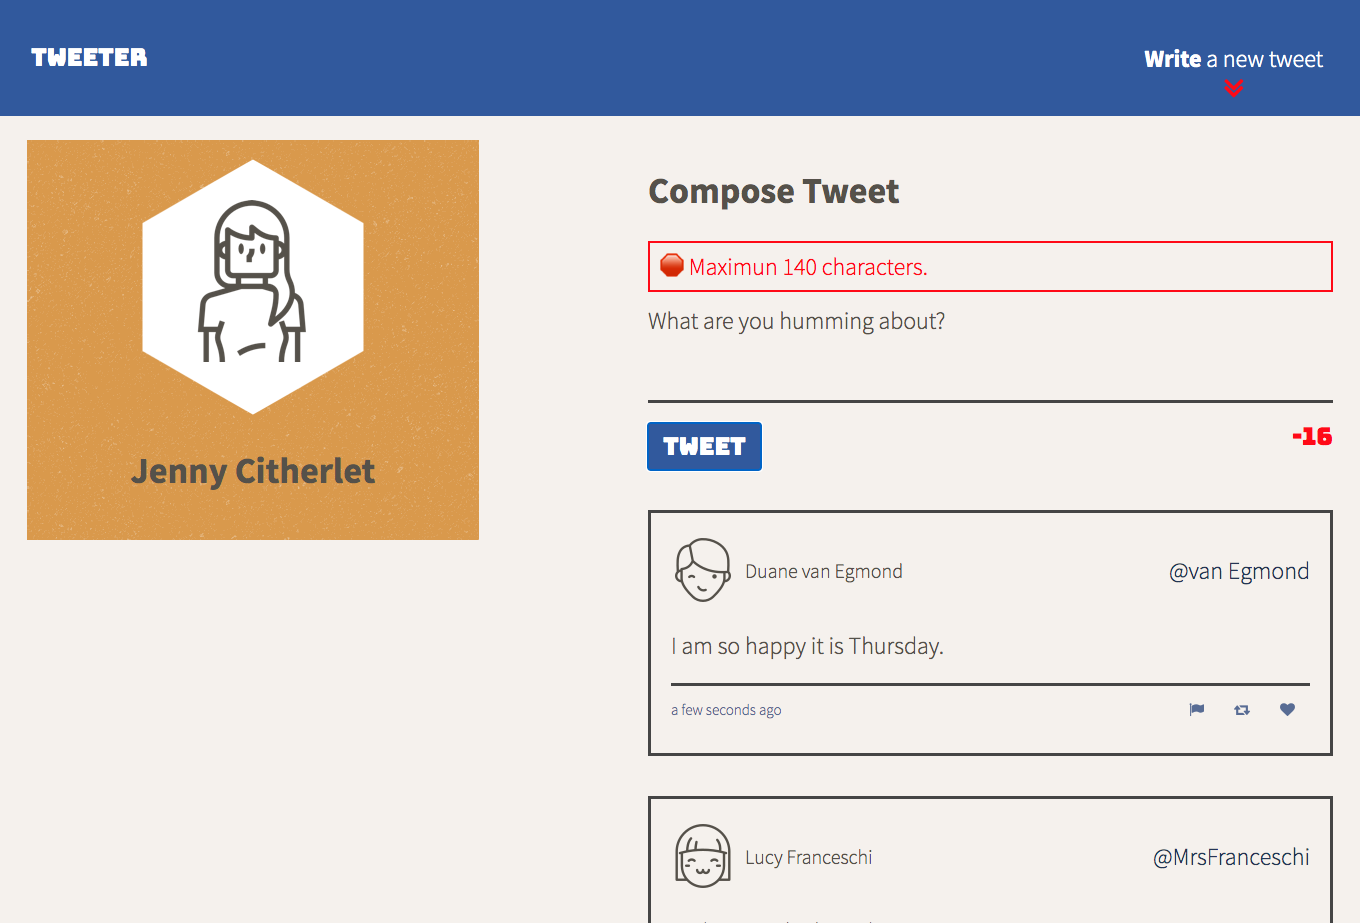 TWEETER
Write a new tweet
Jenny Citherlet
Compose Tweet
Maximun 140 characters.
What are you humming about?
TWEET
-16
Duane van Egmond
@van Egmond
I am so happy it is Thursday.
a few seconds ago
Lucy Franceschi
@MrsFranceschi